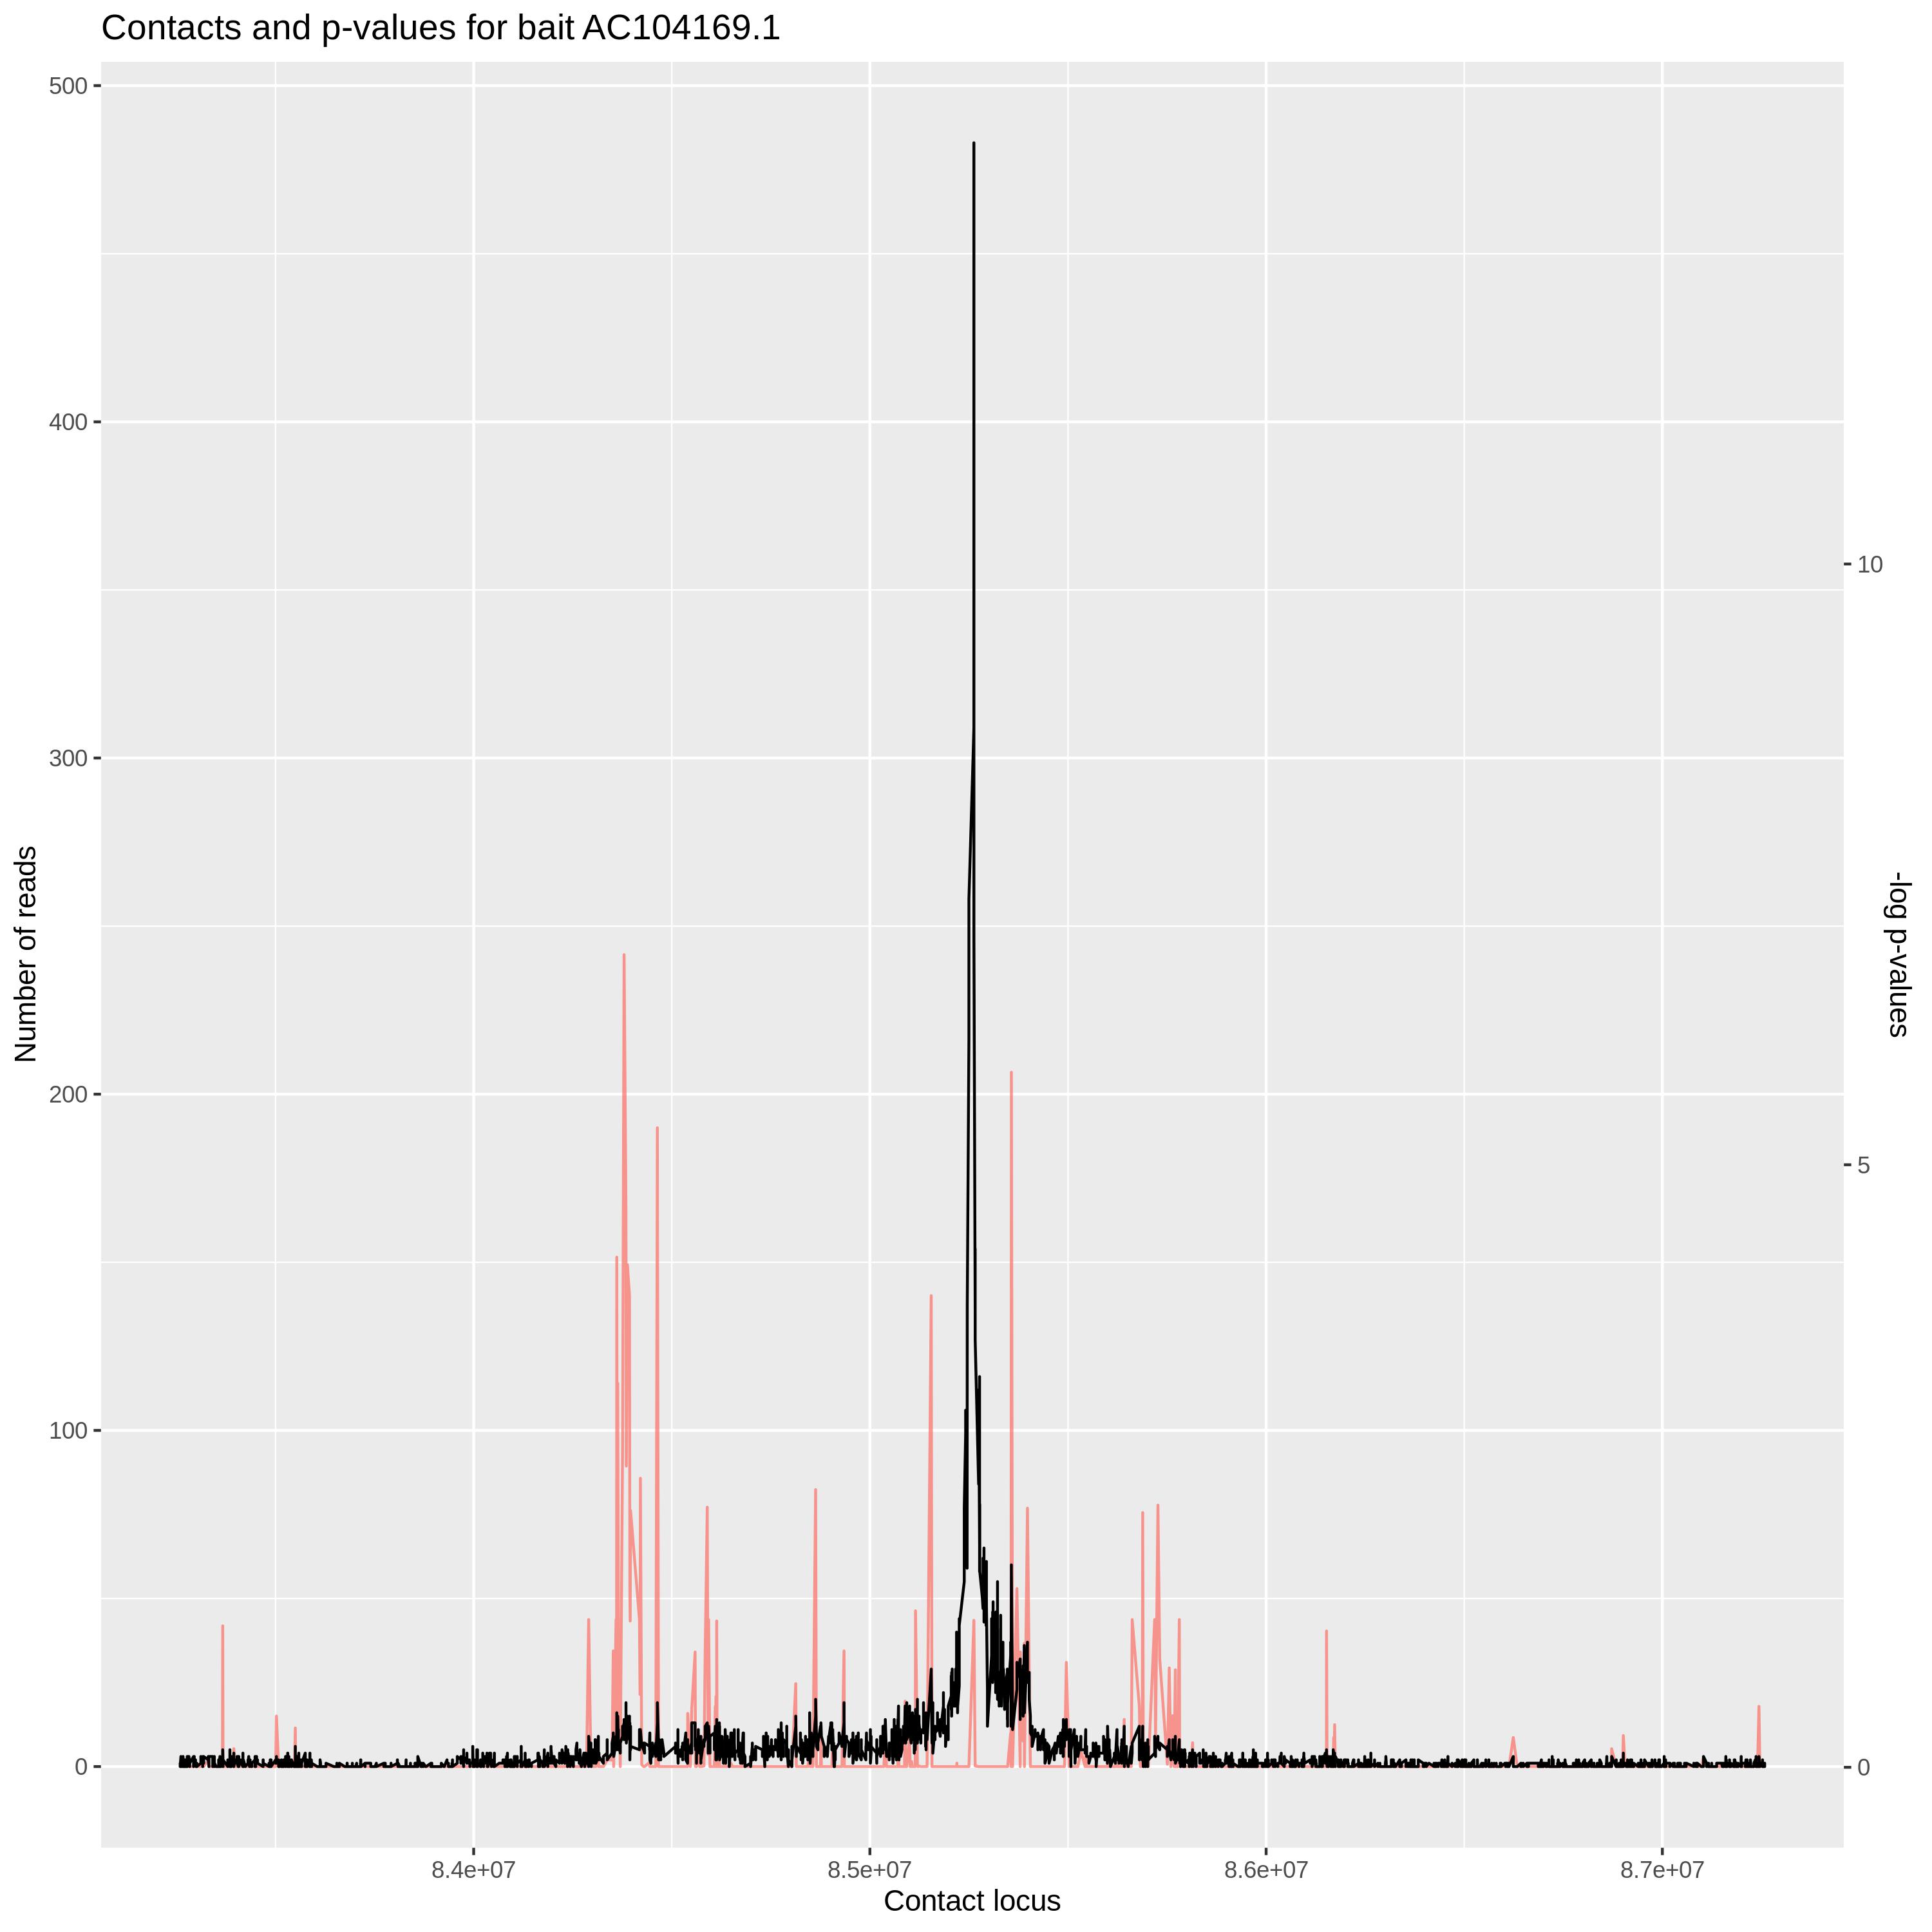 Contacts and p-values for bait AC104169.1
500
400
300
200
100
0
Number of reads
10
5
0
-log p-values
8.4e+07
8.5e+07
8.6e+07
8.7e+07
Contact locus